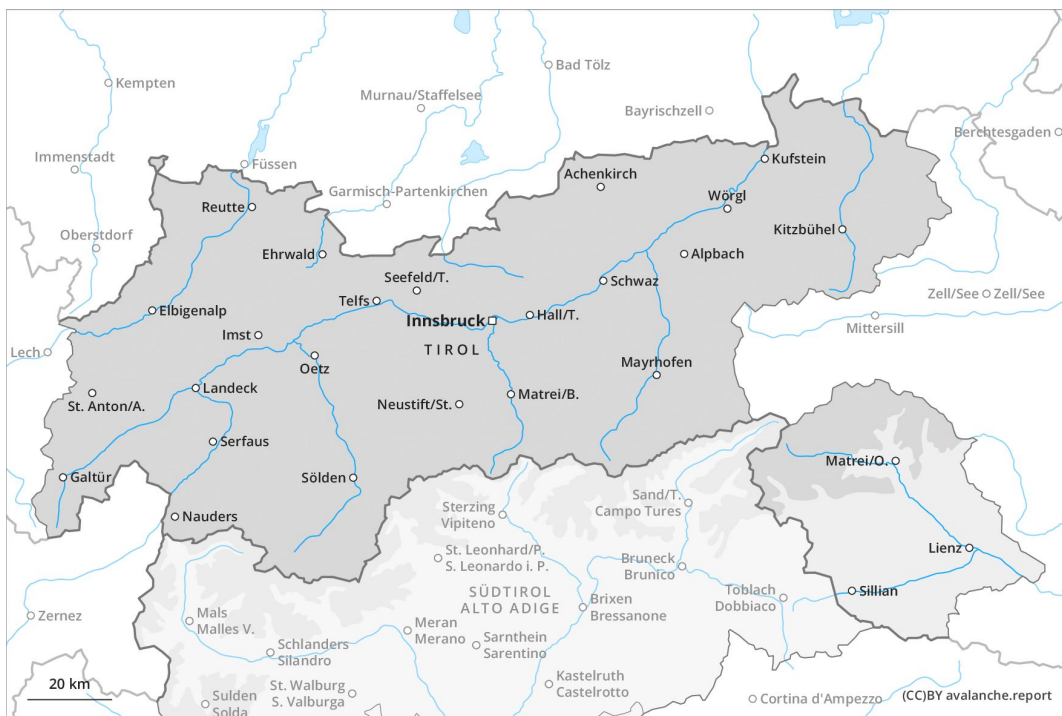 Kempten
Bad Tölz
Murnau/Staffelsee
Bayrischzell
Berchtesgaden
Immenstadt
Füssen
Kufstein
Achenkirch
Garmisch-Partenkirchen
Reutte
Wörgl
Oberstdorf
Kitzbühel
Ehrwald
Alpbach
Seefeld/T.
Schwaz
Zell/See
Zell/See
Telfs
Elbigenalp
Innsbruck
Hall/T.
Mittersill
Imst
TIROL
Lech
Oetz
Mayrhofen
Landeck
St. Anton/A.
Neustift/St.
Matrei/B.
Serfaus
Matrei/O.
Galtür
Sölden
Sand/T.
Campo Tures
Sterzing
Vipiteno
Nauders
Lienz
St. Leonhard/P.
S. Leonardo i. P.
Bruneck
Brunico
SÜDTIROL
ALTO ADIGE
Sillian
Toblach
Dobbiaco
Brixen
Bressanone
Zernez
Mals
Malles V.
Meran
Merano
Sarnthein
Sarentino
Schlanders
Silandro
20 km
St. Walburg
S. Valburga
Kastelruth
Castelrotto
Sulden
Solda
Cortina d'Ampezzo
(CC)BY avalanche.report